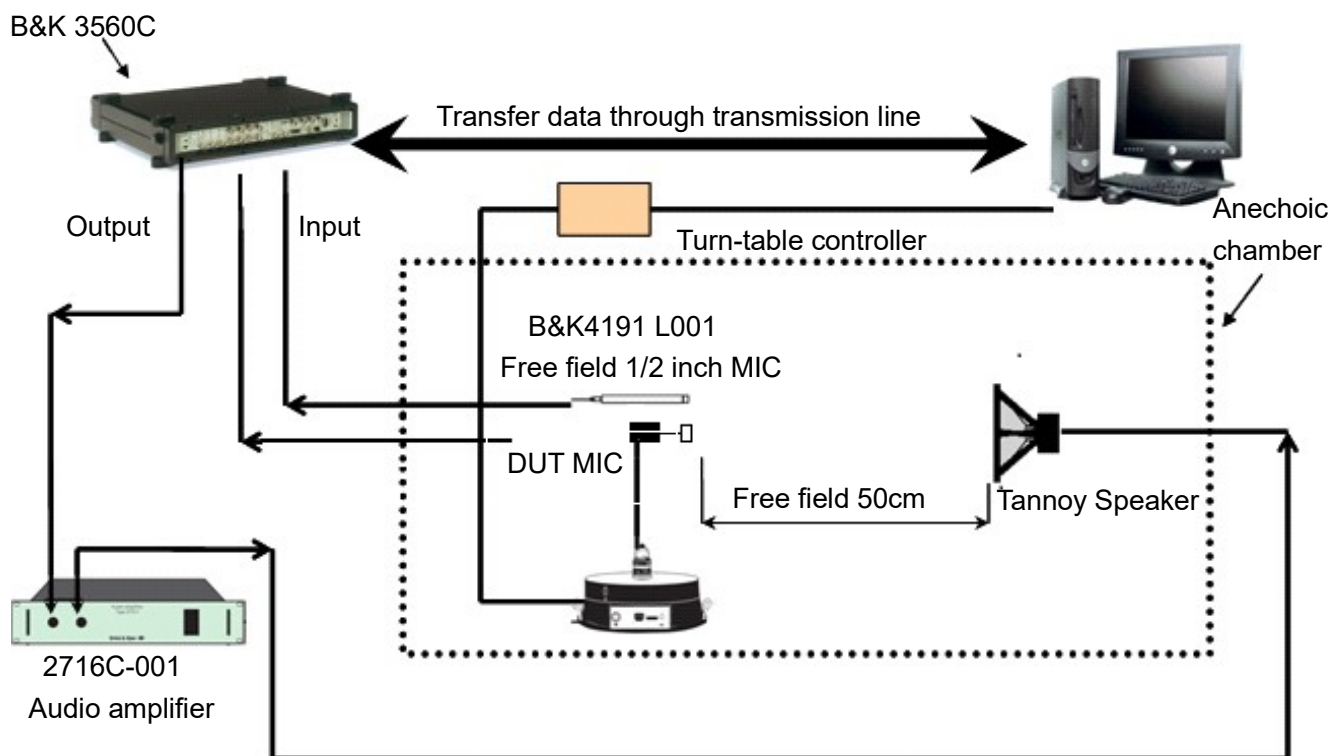 B&K 3560C
Transfer data through transmission line
Output
Input
Turn-table controller
Anechoic
chamber
B&K4191 L001
Free field 1/2 inch MIC
DUT MIC
Free field 50cm
Tannoy Speaker
2716C-001
Audio amplifier